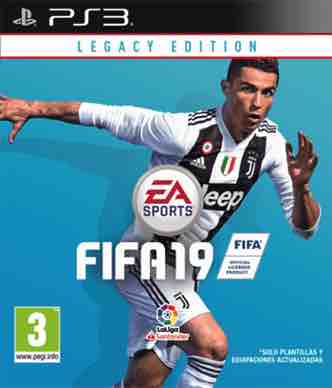 PS3
LEGACY EDITION
Jeep
EA
SPORTS
FIFA19
FIFA
OFFICIAL
LICENSED
PRODUCT
3
www.pegi.info
LaLiga
Santander
*SOLO PLANTILLAS Y
EQUIPACIONES ACTUALIZADAS